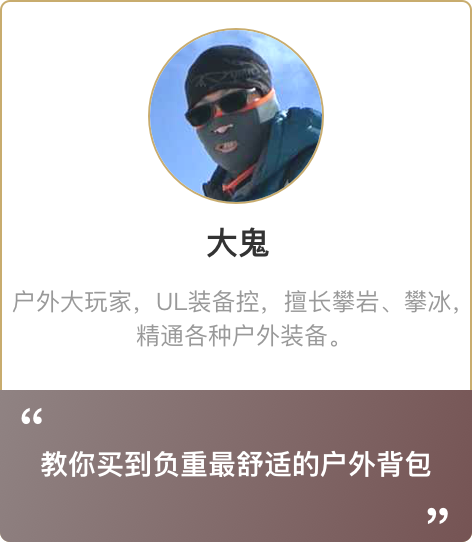 大鬼
户外大玩家，UL装备控，擅长攀岩、攀冰，
精通各种户外装备。
“
教你买到负重最舒适的户外背包
”